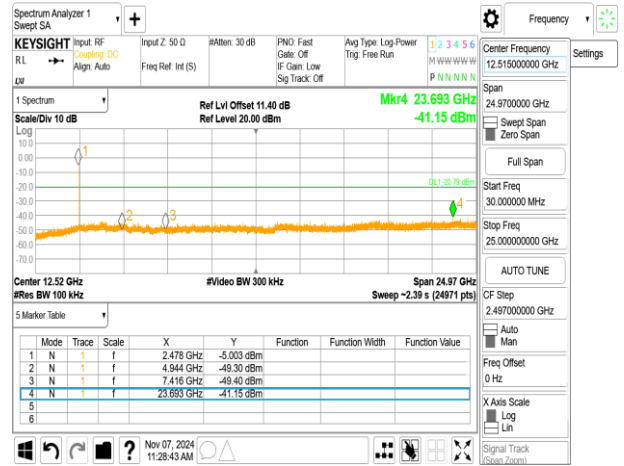 Spectrum Analyzer 1
Swept SA
+
Frequency
Settings
KEYSIGHT
RL
Input: RF
Coupling: DC
Align: Auto
Input Z: 50 Ω
Freq Ref: Int (S)
#Atten: 30 dB
PNO: Fast
Gate: Off
IF Gain: Low
Sig Track: Off
Avg Type: Log-Power
Trig: Free Run
1 2 3 4 5 6
M W W W W W
P N N N N N
1 Spectrum
Scale/Div 10 dB
Log
Ref Lvl Offset 11.40 dB
Ref Level 20.00 dBm
Mkr4 23.693 GHz
-41.15 dBm
10.0
0.00
-10.0
-20.0
-30.0
-40.0
-50.0
-60.0
-70.0
1
2
3
4
DL1 -20.79 dBm
Center 12.52 GHz
#Res BW 100 kHz
#Video BW 300 kHz
Span 24.97 GHz
Sweep ~2.39 s (24971 pts)
5 Marker Table
Mode Trace Scale X Y Function Function Width Function Value
1 N 1 f 2.478 GHz -5.003 dBm
2 N 1 f 4.944 GHz -49.30 dBm
3 N 1 f 7.416 GHz -49.40 dBm
4 N 1 f 23.693 GHz -41.15 dBm
5
6
?
Nov 07, 2024
11:28:43 AM
Center Frequency
12.515000000 GHz
Span
24.9700000 GHz
Swept Span
Zero Span
Full Span
Start Freq
30.000000 MHz
Stop Freq
25.000000000 GHz
AUTO TUNE
CF Step
2.497000000 GHz
Auto
Man
Freq Offset
0 Hz
X Axis Scale
Log
Lin
Signal Track
(Span Zoom)